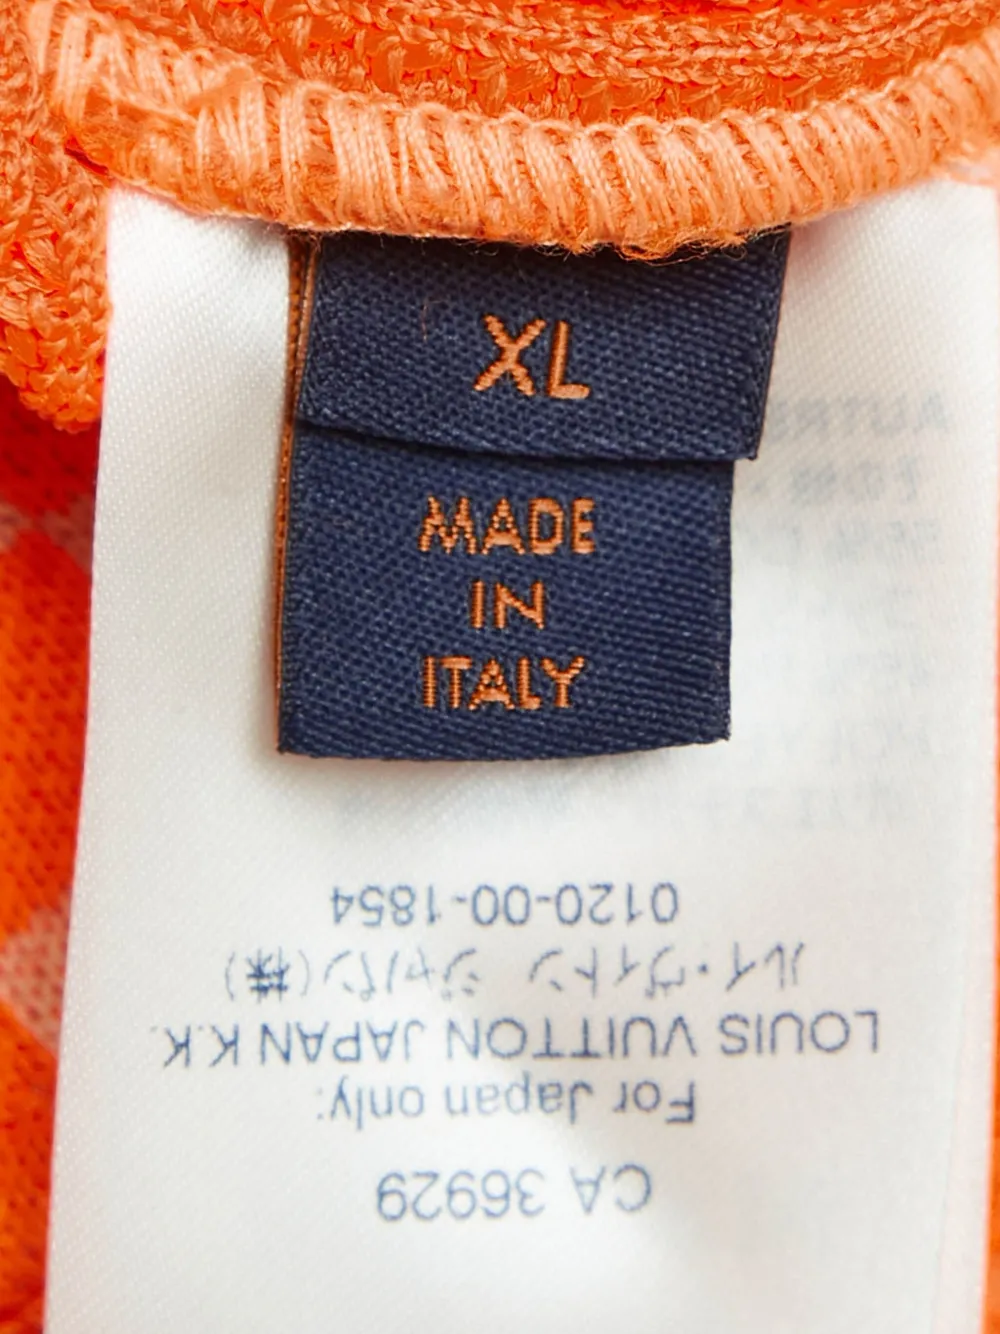 XL
MADE
IN
ITALY
CA 36929
For Japan only:
LOUIS VUITTON JAPAN K.K.
ルイ・ヴィトン ジャパン(株)
0120-00-1854